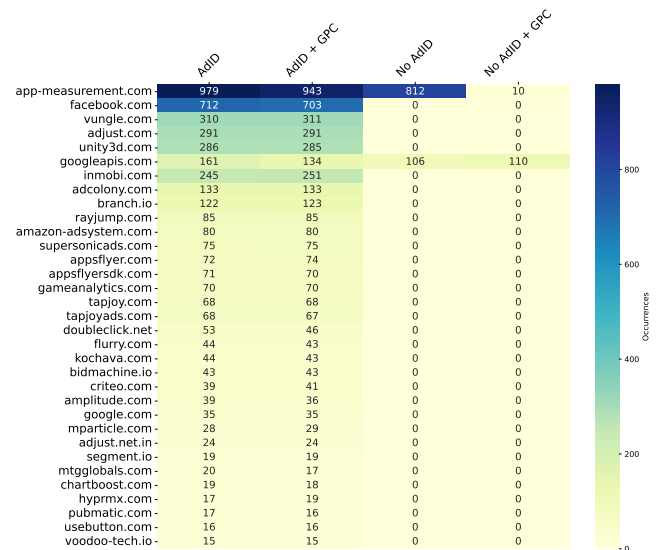 AdID
AdID + GPC
No AdID
No AdID + GPC
app-measurement.com 979 943 812 10
facebook.com 712 703 0 0
vungle.com 310 311 0 0
adjust.com 291 291 0 0
unity3d.com 286 285 0 0
googleapis.com 161 134 106 110
inmobi.com 245 251 0 0
adcolony.com 133 133 0 0
branch.io 122 123 0 0
rayjump.com 85 85 0 0
amazon-adsystem.com 80 80 0 0
supersonicads.com 75 75 0 0
appsflyer.com 72 74 0 0
appsflyersdk.com 71 70 0 0
gameanalytics.com 70 70 0 0
tapjoy.com 68 68 0 0
tapjoyads.com 68 67 0 0
doubleclick.net 53 46 0 0
flurry.com 44 43 0 0
kochava.com 44 43 0 0
bidmachine.io 43 43 0 0
criteo.com 39 41 0 0
amplitude.com 39 36 0 0
google.com 35 35 0 0
mparticle.com 28 29 0 0
adjust.net.in 24 24 0 0
segment.io 19 19 0 0
mtgglobals.com 20 17 0 0
chartboost.com 19 18 0 0
hyprmx.com 17 19 0 0
pubmatic.com 17 16 0 0
usebutton.com 16 16 0 0
voodoo-tech.io 15 15 0 0
800
600
400
200
0
Occurrences